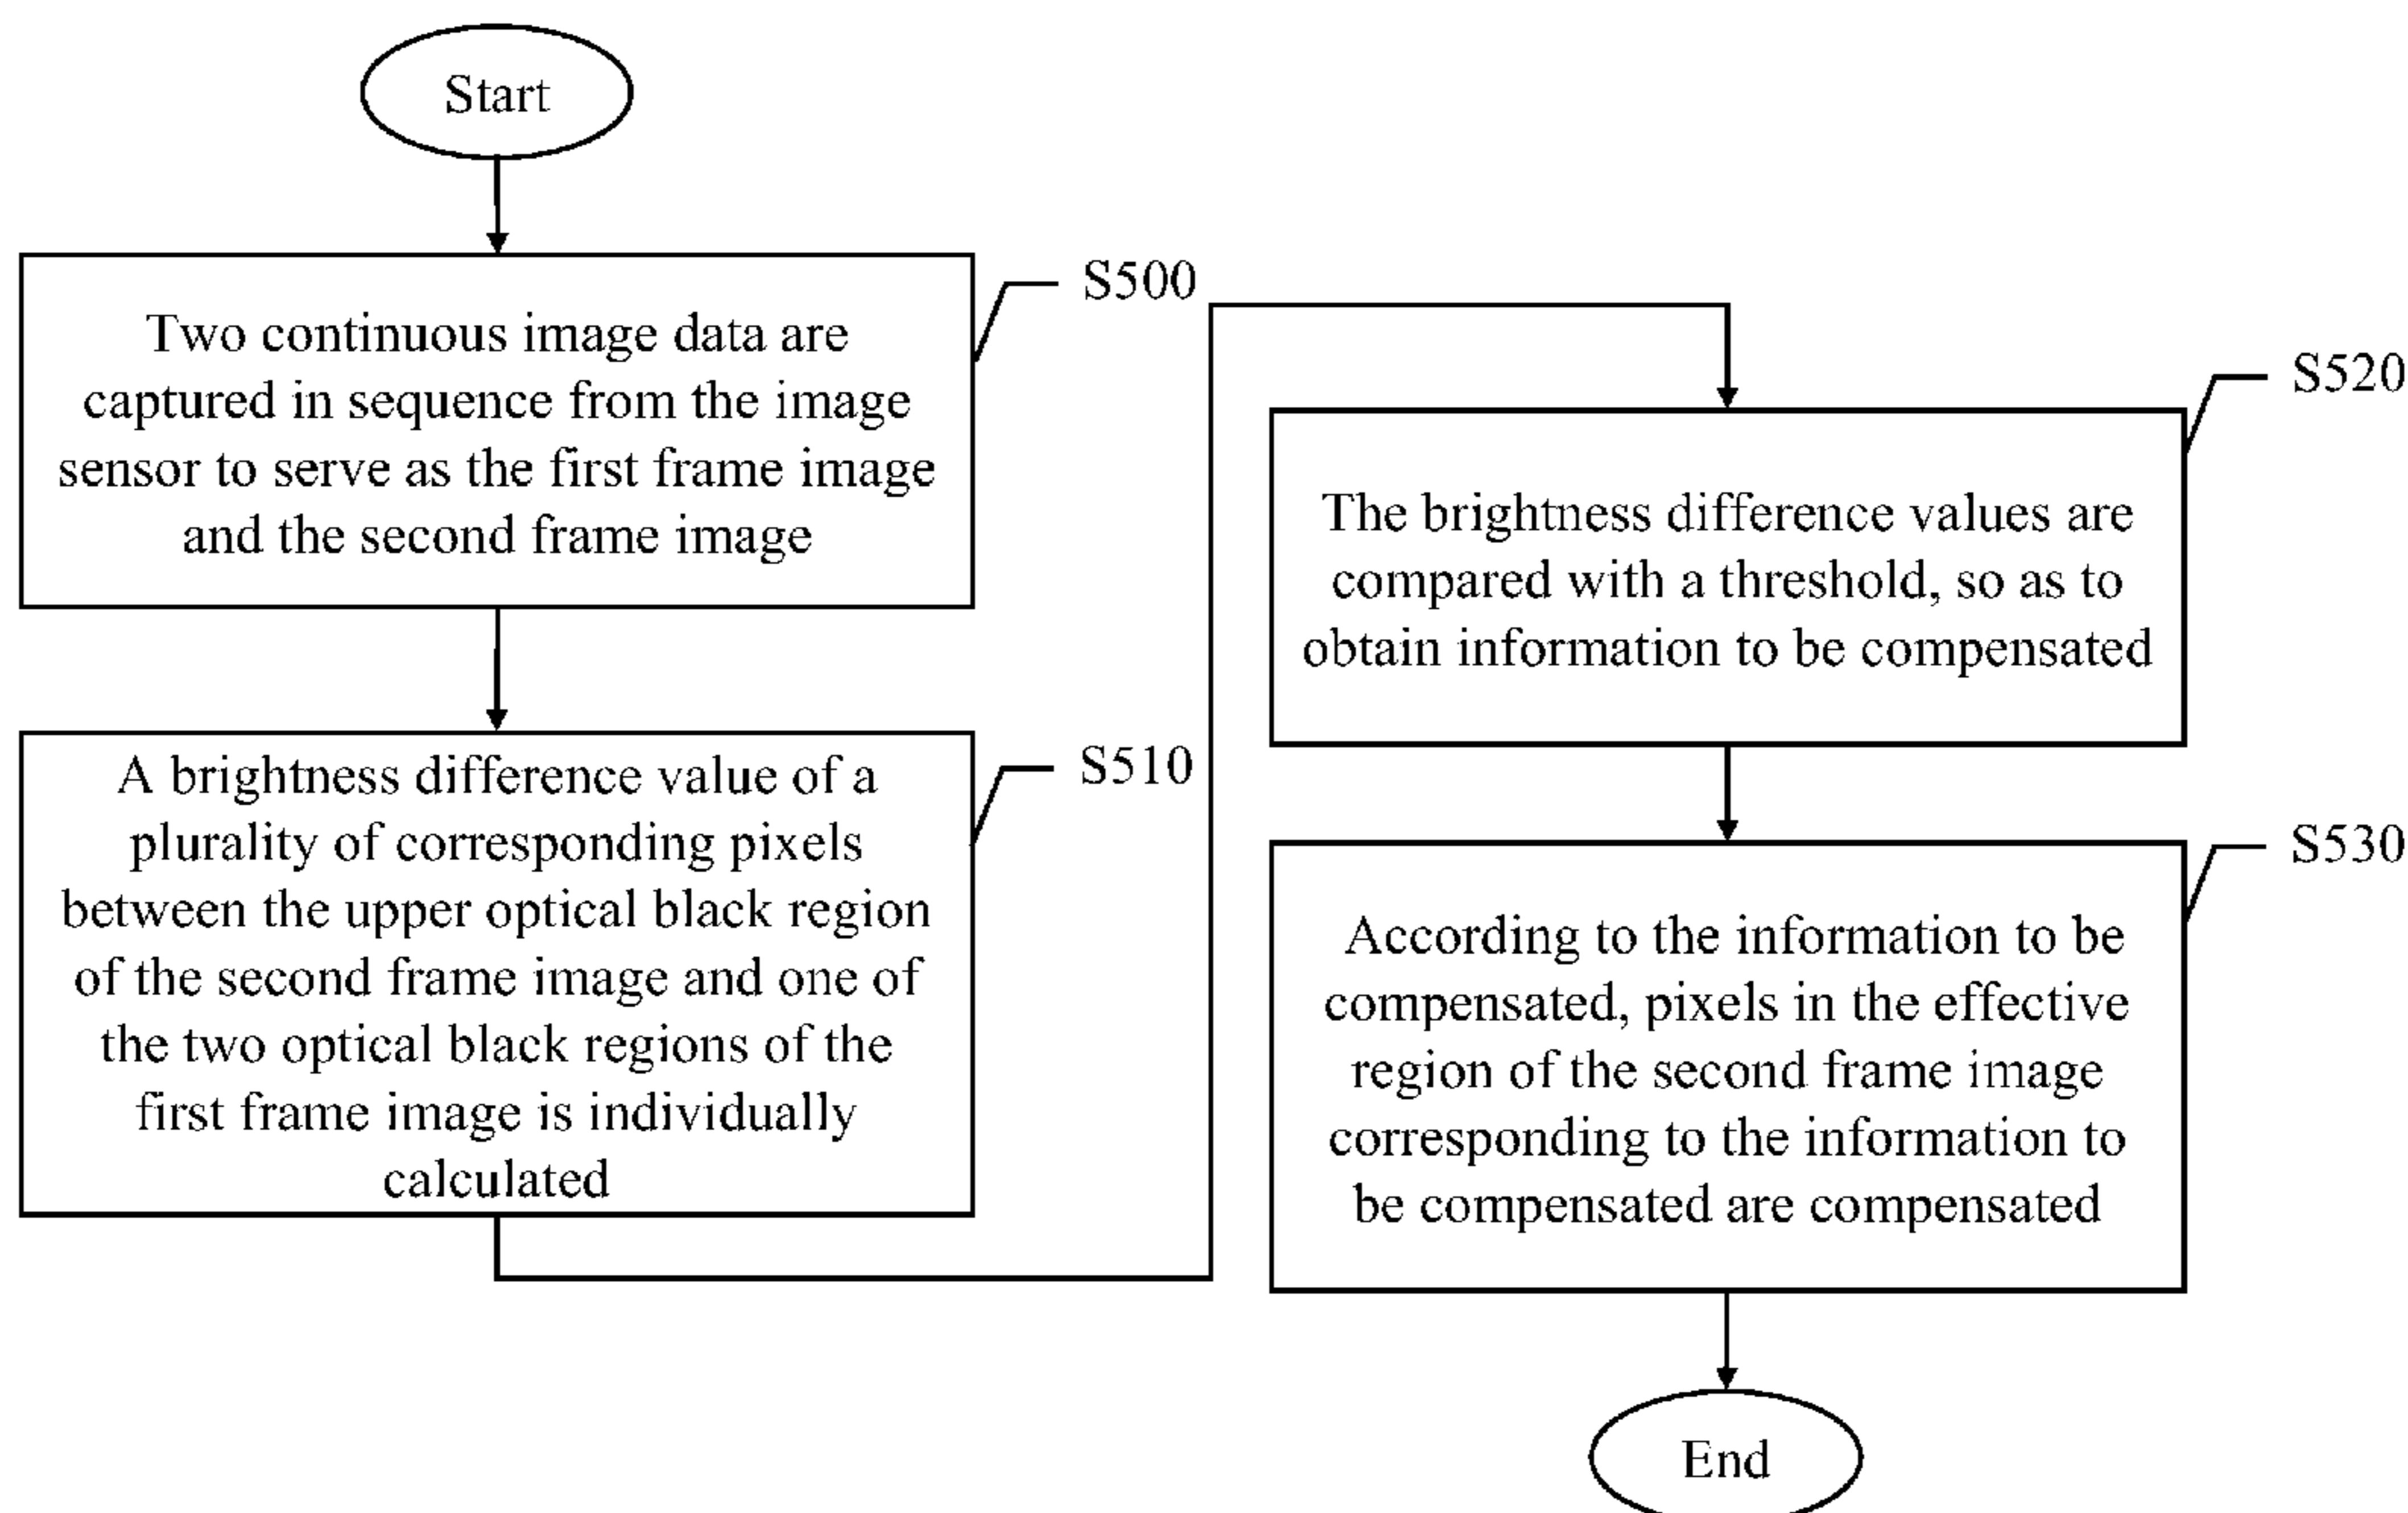 Start
S500
Two continuous image data are
captured in sequence from the image
sensor to serve as the first frame image
and the second frame image
S510
A brightness difference value of a
plurality of corresponding pixels
between the upper optical black region
of the second frame image and one of
the two optical black regions of the
first frame image is individually
calculated
S520
The brightness difference values are
compared with a threshold, so as to
obtain information to be compensated
S530
According to the information to be
compensated, pixels in the effective
region of the second frame image
corresponding to the information to
be compensated are compensated
End